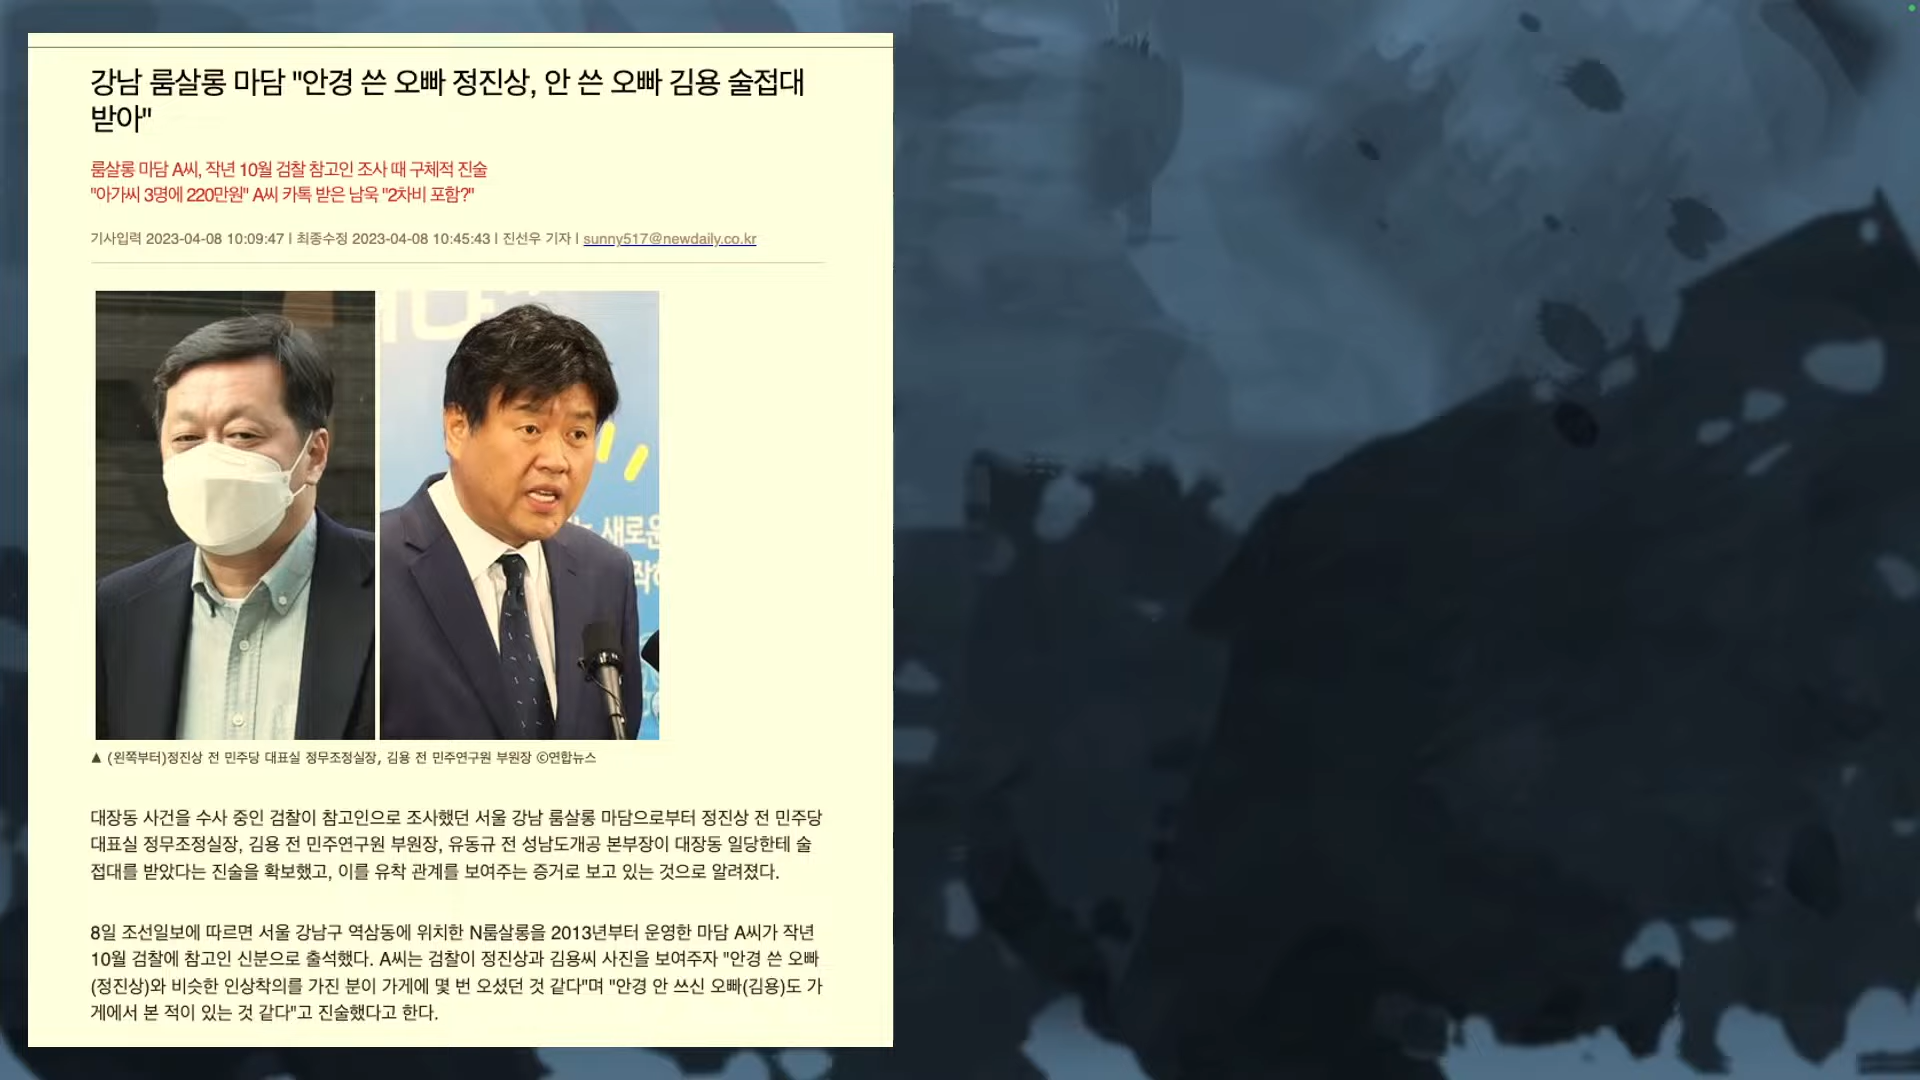 강남 룸살롱 마담 "안경 쓴 오빠 정진상, 안 쓴 오빠 김용 술접대
받아"
룸살롱 마담 A씨, 작년 10월 검찰 참고인 조사 때 구체적 진술
"아가씨 3명에 220만원" A씨 카톡 받은 남욱 "2차비 포함?"
기사입력 2023-04-08 10:09:47 | 최종수정 2023-04-08 10:45:43 | 진선우 기자 | sunny517@newdaily.co.kr
새로운
▲ (왼쪽부터)정진상 전 민주당 대표실 정무조정실장, 김용 전 민주연구원 부원장 ©연합뉴스
대장동 사건을 수사 중인 검찰이 참고인으로 조사했던 서울 강남 룸살롱 마담으로부터 정진상 전 민주당
대표실 정무조정실장, 김용 전 민주연구원 부원장, 유동규 전 성남도개공 본부장이 대장동 일당한테 술
접대를 받았다는 진술을 확보했고, 이를 유착 관계를 보여주는 증거로 보고 있는 것으로 알려졌다.
8일 조선일보에 따르면 서울 강남구 역삼동에 위치한 N룸살롱을 2013년부터 운영한 마담 A씨가 작년
10월 검찰에 참고인 신분으로 출석했다. A씨는 검찰이 정진상과 김용씨 사진을 보여주자 "안경 쓴 오빠
(정진상)와 비슷한 인상착의를 가진 분이 가게에 몇 번 오셨던 것 같다"며 "안경 안 쓰신 오빠(김용)도 가
게에서 본 적이 있는 것 같다"고 진술했다고 한다.